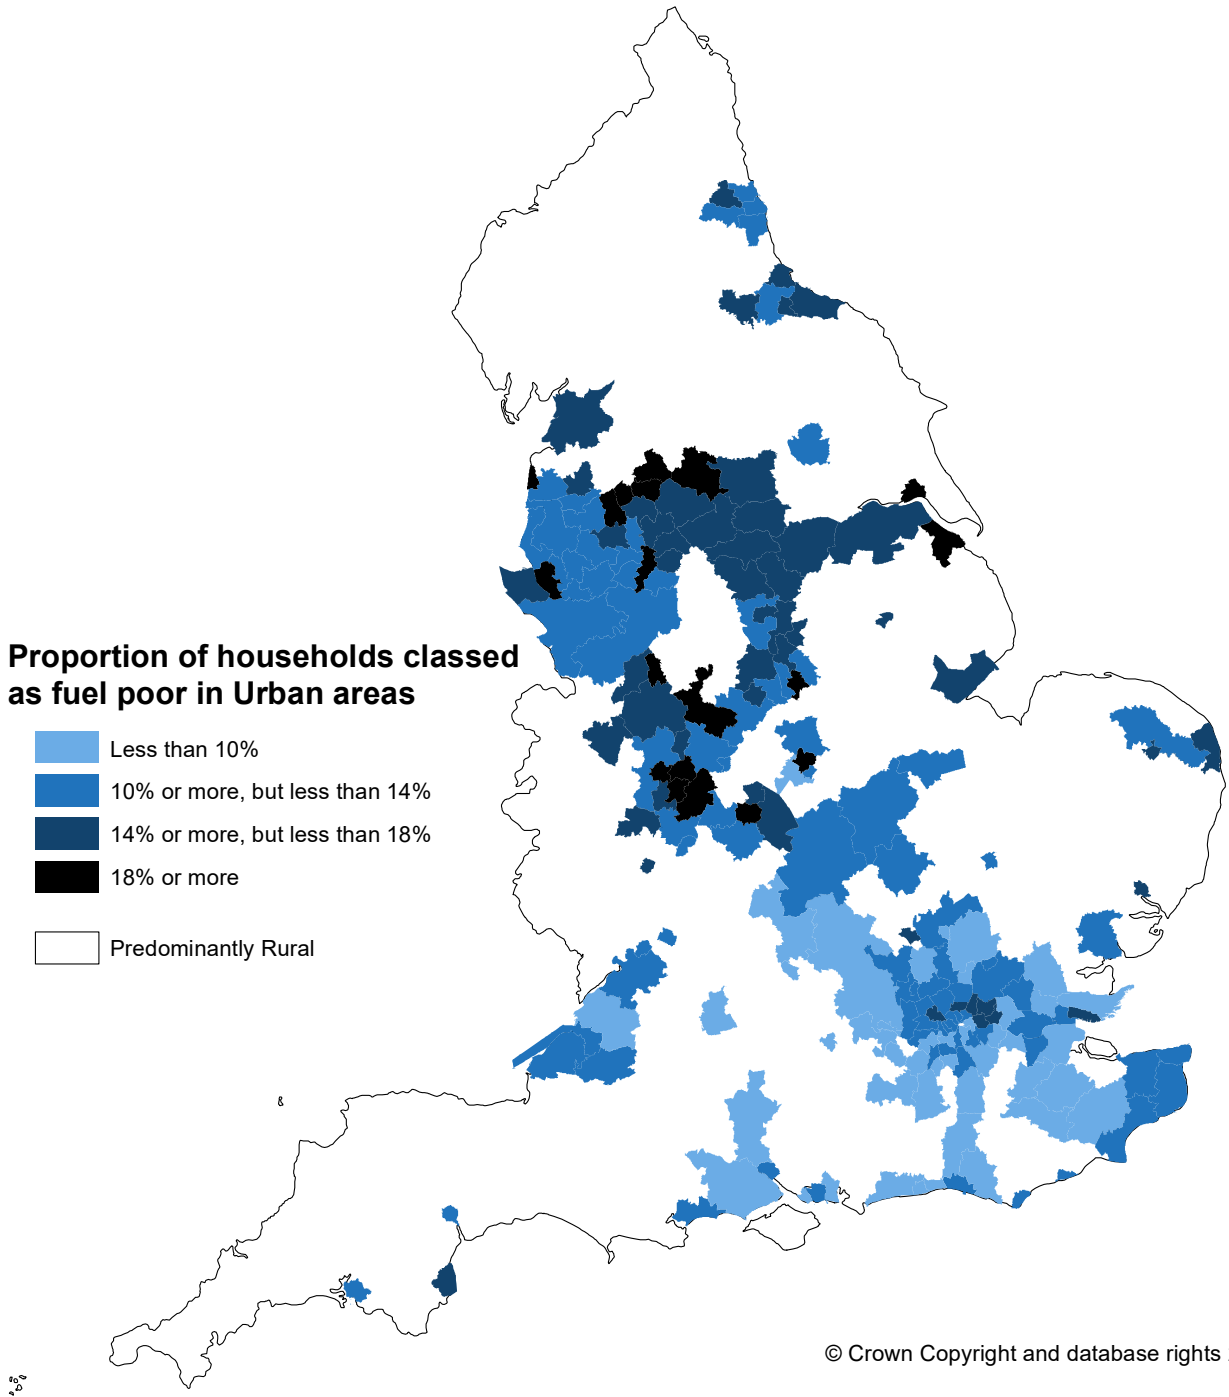 Proportion of households classed
as fuel poor in Urban areas
Less than 10%
10% or more, but less than 14%
14% or more, but less than 18%
18% or more
Predominantly Rural
© Crown Copyright and database rights